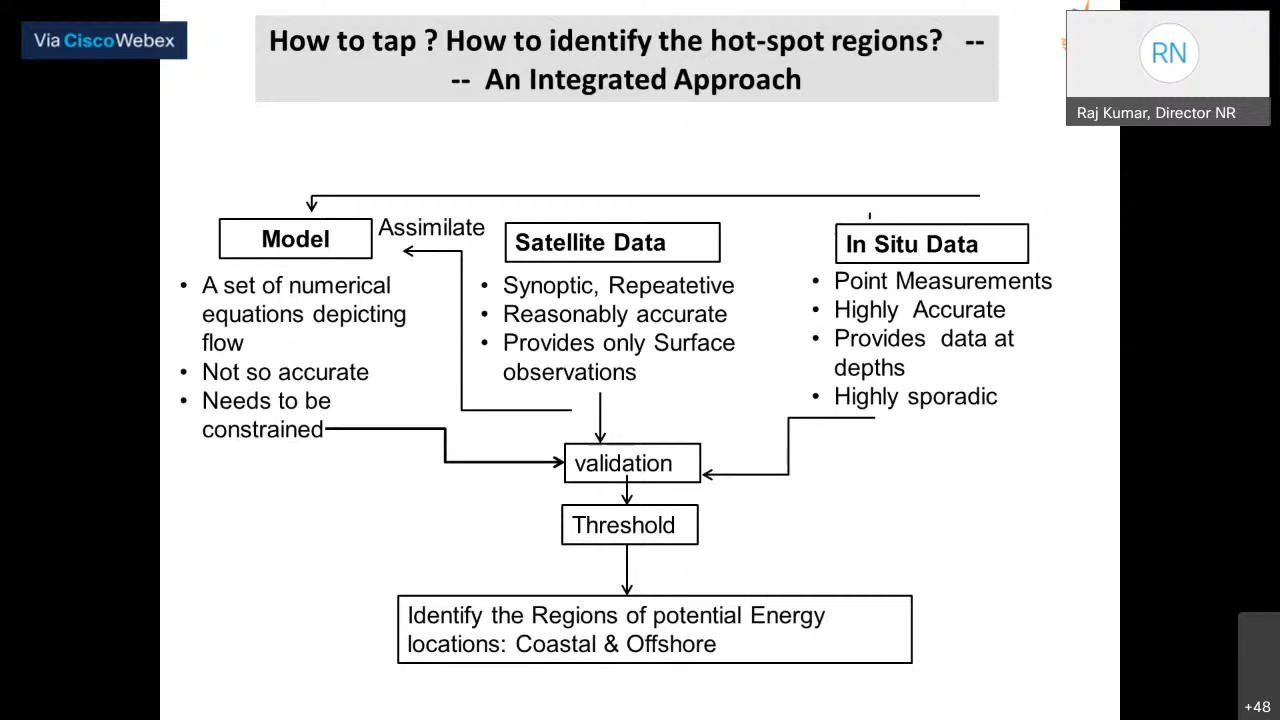 Via CiscoWebex
How to tap ? How to identify the hot-spot regions? --
-- An Integrated Approach
RN
Raj Kumar, Director NR
Model
Assimilate
A set of numerical
equations depicting
flow
Not so accurate
Needs to be
constrained
Satellite Data
Synoptic, Repeatetive
Reasonably accurate
Provides only Surface
observations
In Situ Data
Point Measurements
Highly Accurate
Provides data at
depths
Highly sporadic
validation
Threshold
Identify the Regions of potential Energy
locations: Coastal & Offshore
+48